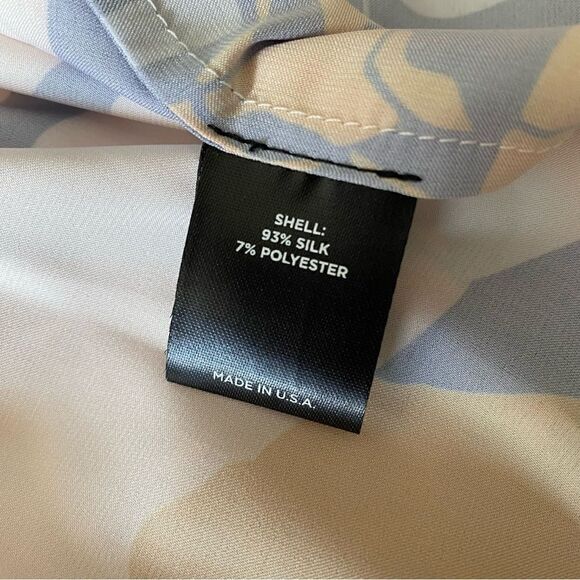 SHELL:
93% SILK
7% POLYESTER
MADE IN U.S.A.